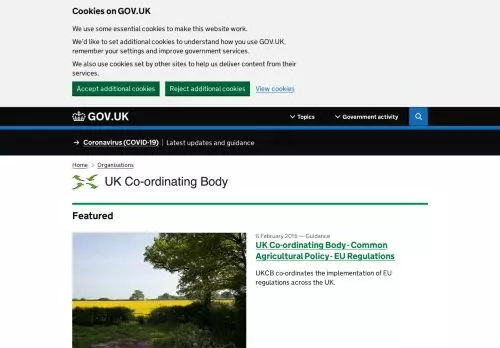 Cookies on GOV.UK
We use some essential cookies to make this website work.
We'd like to set additional cookies to understand how you use GOV.UK,
remember your settings and improve government services.
We also use cookies set by other sites to help us deliver content from their
services.
Accept additional cookies Reject additional cookies View cookies
GOV.UK Topics Government activity
→ Coronavirus (COVID-19) | Latest updates and guidance
Home > Organisations
UK Co-ordinating Body
Featured
6 February 2018 — Guidance
UK Co-ordinating Body - Common
Agricultural Policy - EU Regulations
UKCB co-ordinates the implementation of EU
regulations across the UK.